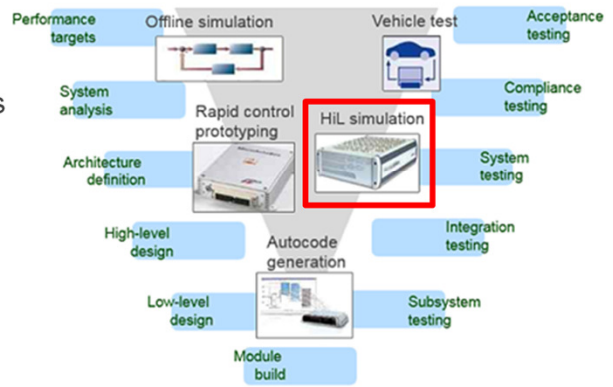 Performance
targets
Offline simulation
Vehicle test
Acceptance
testing
s
System
analysis
Rapid control
prototyping
HiL simulation
Compliance
testing
Architecture
definition
System
testing
High-level
design
Autocode
generation
Integration
testing
Low-level
design
Subsystem
testing
Module
build